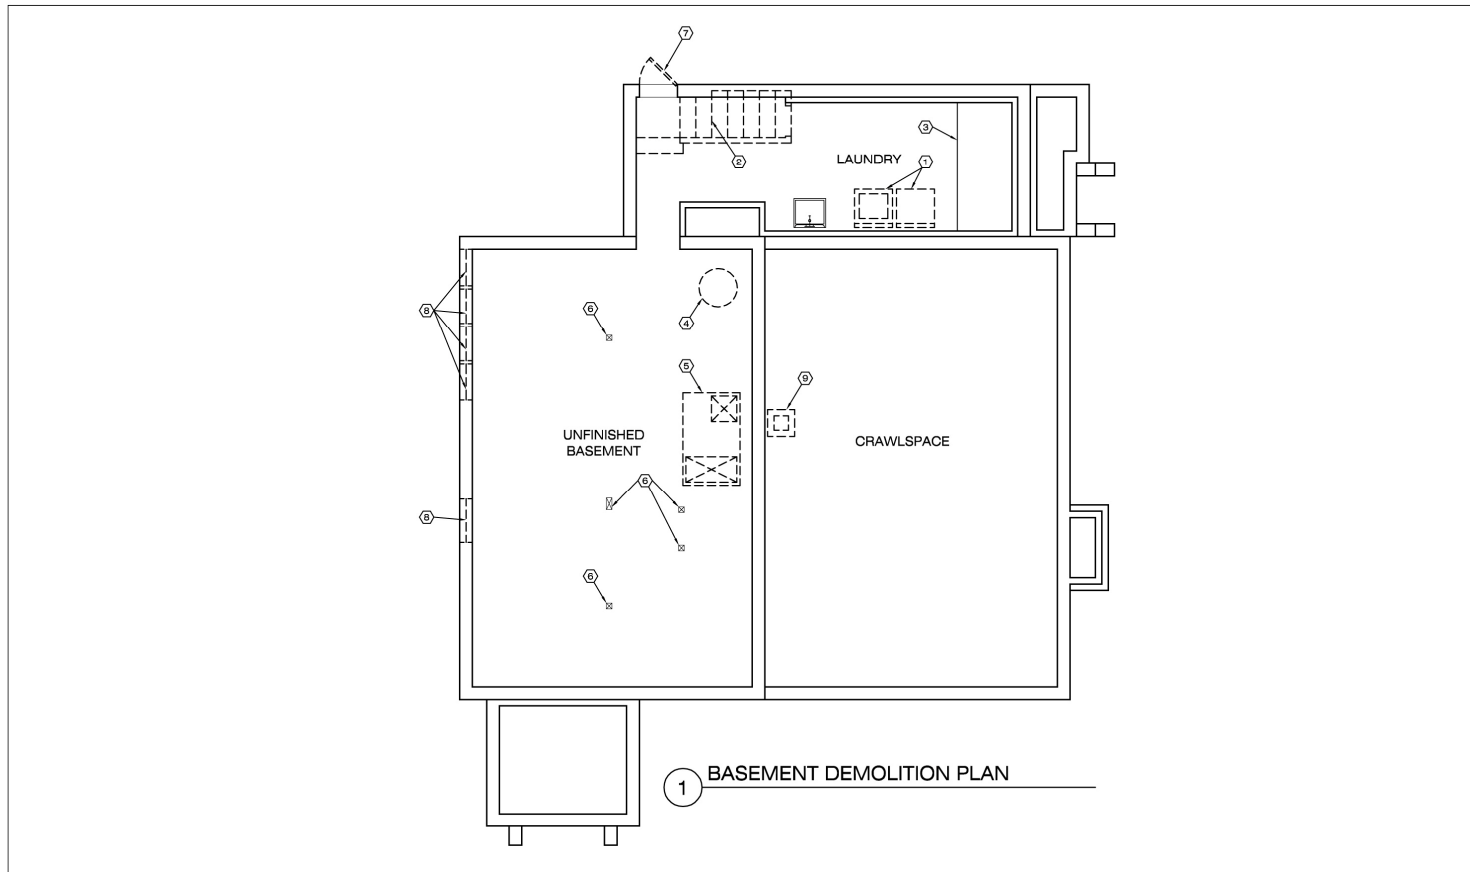 7
3
2
LAUNDRY
1
8
6
4
5
9
UNFINISHED
BASEMENT
CRAWLSPACE
6
8
6
1
BASEMENT DEMOLITION PLAN